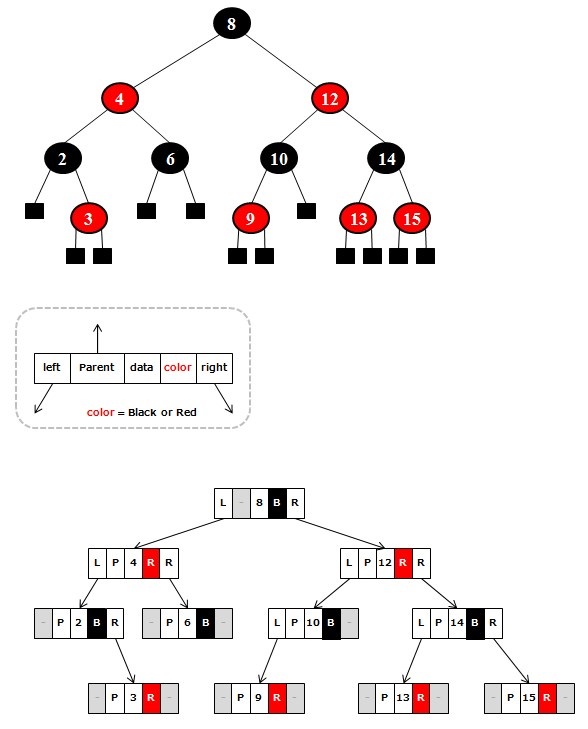 8
4 12
2 6 10 14
3 9 13 15
left Parent data color right
color = Black or Red
L - 8 B R
L P 4 R R L P 12 R R
- P 2 B R - P 6 B - L P 10 B - L P 14 B R
- P 3 R - - P 9 R - - P 13 R - - P 15 R -